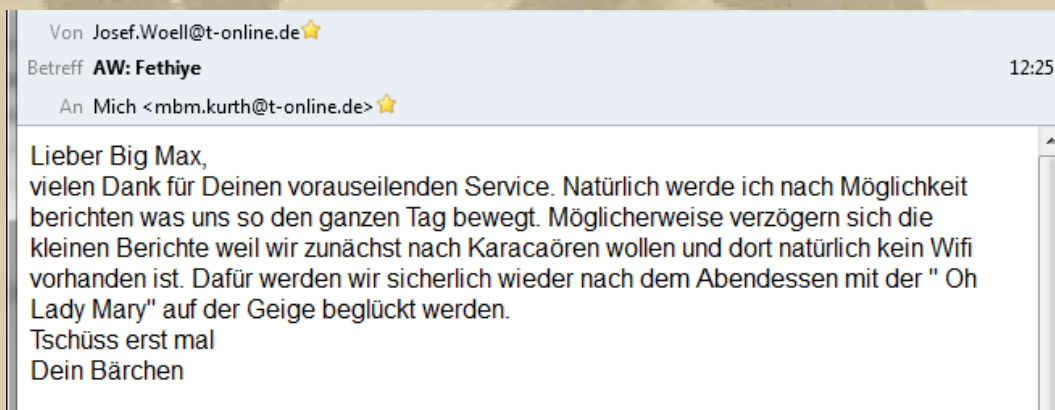 Von Josef.Woell@t-online.de
Betreff AW: Fethiye 12:25
An Mich <mbm.kurth@t-online.de>
Lieber Big Max,
vielen Dank für Deinen vorauseilenden Service. Natürlich werde ich nach Möglichkeit
berichten was uns so den ganzen Tag bewegt. Möglicherweise verzögern sich die
kleinen Berichte weil wir zunächst nach Karacaören wollen und dort natürlich kein Wifi
vorhanden ist. Dafür werden wir sicherlich wieder nach dem Abendessen mit der " Oh
Lady Mary" auf der Geige beglückt werden.
Tschüss erst mal
Dein Bärchen